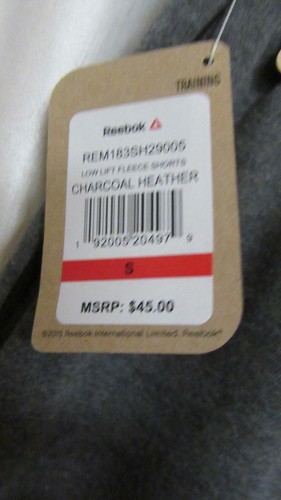 TRAINING
Reebok
REM183SH29005
LOW LIFT FLEECE SHORTS
CHARCOAL HEATHER
1 92005 20497 9
S
MSRP: $45.00
©2015 Reebok International Limited. Reebok®